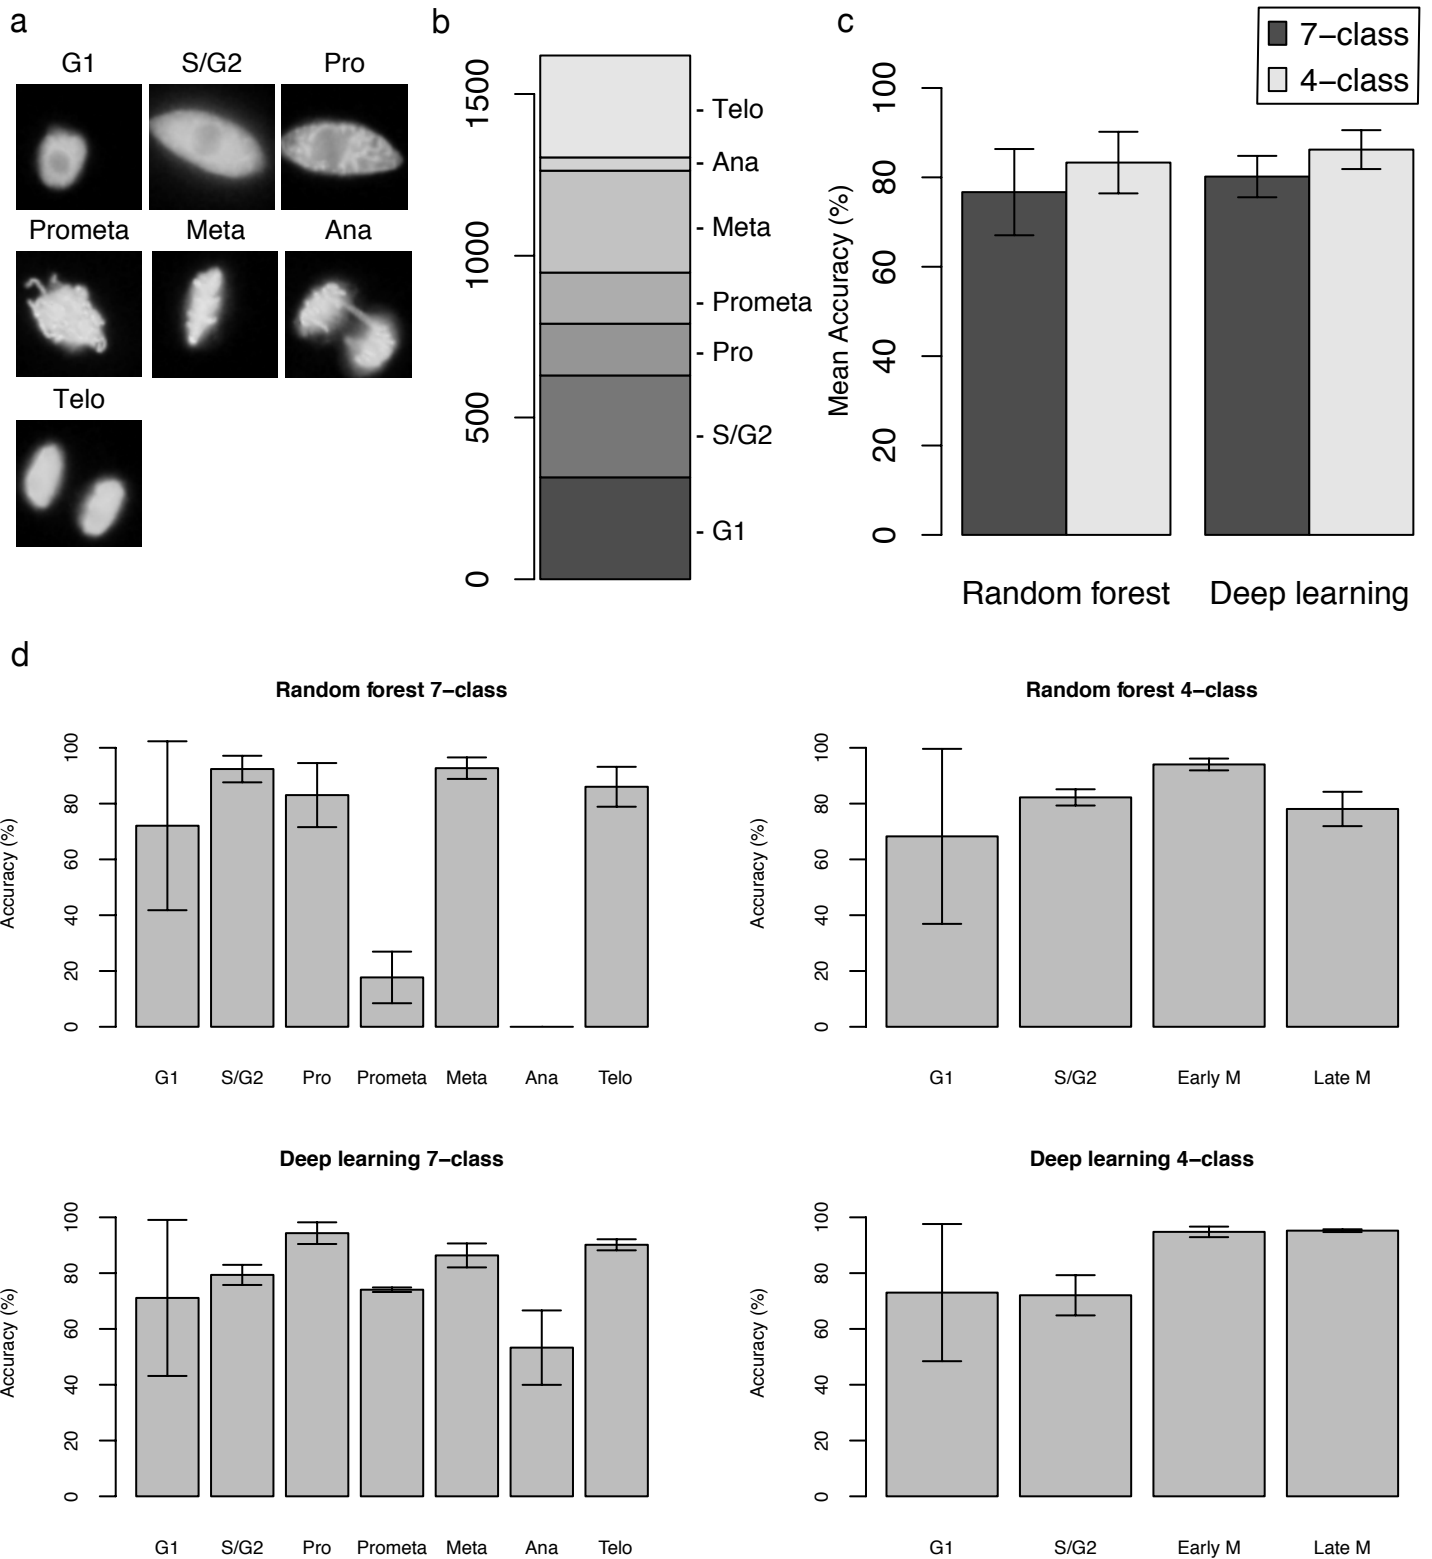 a
G1 S/G2 Pro
Prometa Meta Ana
Telo
b
1500
1000
500
0
- Telo
- Ana
- Meta
- Prometa
- Pro
- S/G2
- G1
c
7–class
4–class
Mean Accuracy (%)
100
80
60
40
20
0
Random forest Deep learning
d
Random forest 7–class
Accuracy (%)
100
80
60
40
20
0
G1 S/G2 Pro Prometa Meta Ana Telo
Random forest 4–class
Accuracy (%)
100
80
60
40
20
0
G1 S/G2 Early M Late M
Deep learning 7–class
Accuracy (%)
100
80
60
40
20
0
G1 S/G2 Pro Prometa Meta Ana Telo
Deep learning 4–class
Accuracy (%)
100
80
60
40
20
0
G1 S/G2 Early M Late M